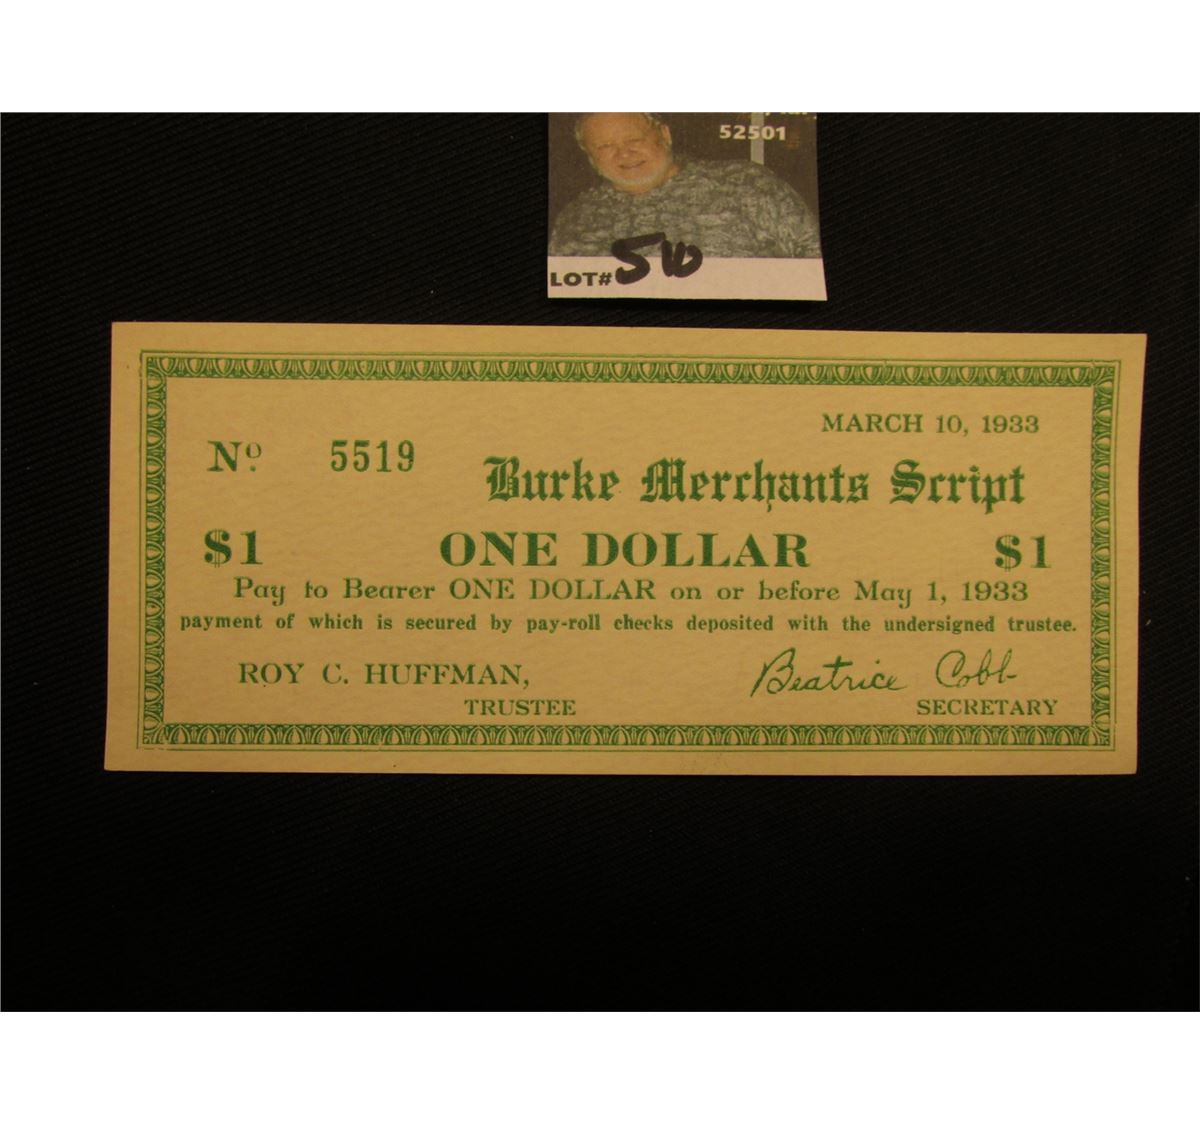 52501
LOT# 510
MARCH 10, 1933
No. 5519
Burke Merchants Script
$1 ONE DOLLAR $1
Pay to Bearer ONE DOLLAR on or before May 1, 1933
payment of which is secured by pay-roll checks deposited with the undersigned trustee.
ROY C. HUFFMAN, Beatrice Cobb
TRUSTEE SECRETARY